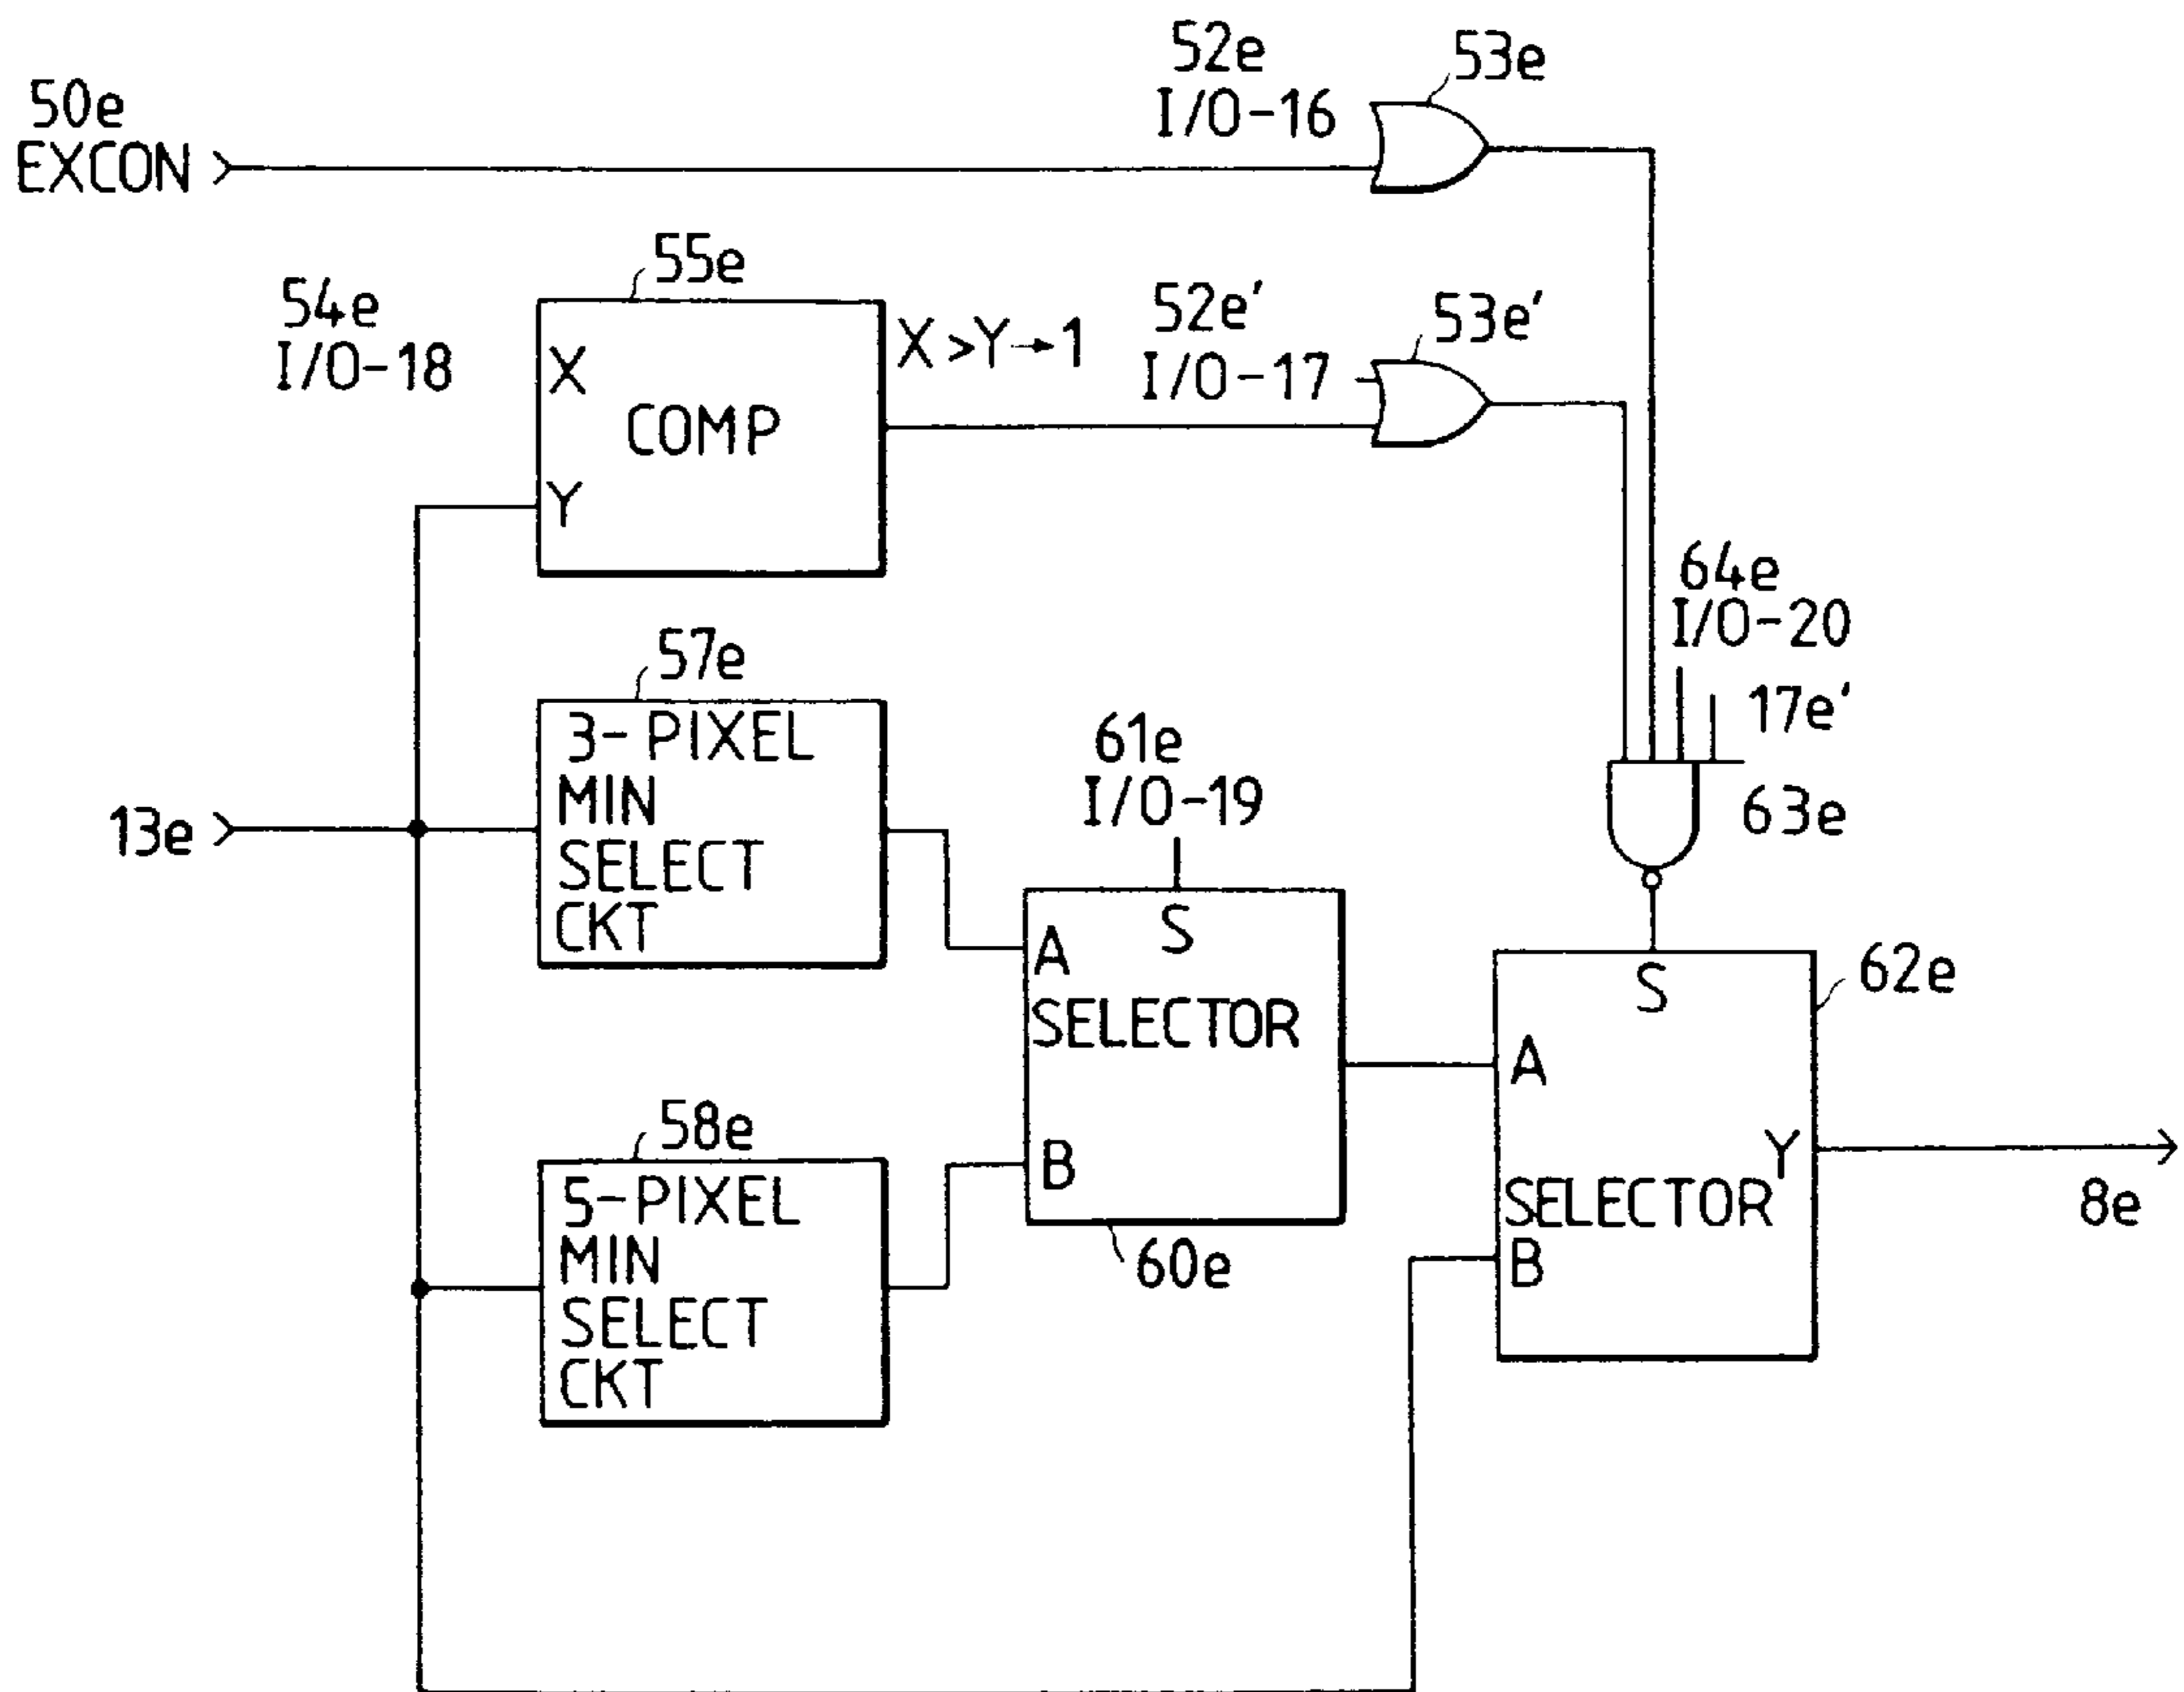 52e
I/O-16
53e
50e
EXCON
55e
54e
I/O-18
X
COMP
Y
X>Y→1
52e'
I/O-17
53e'
64e
I/O-20
17e'
63e
57e
3-PIXEL
MIN
SELECT
CKT
61e
I/O-19
13e
S
A
SELECTOR
B
60e
58e
5-PIXEL
MIN
SELECT
CKT
S
62e
A
Y
SELECTOR
B
8e